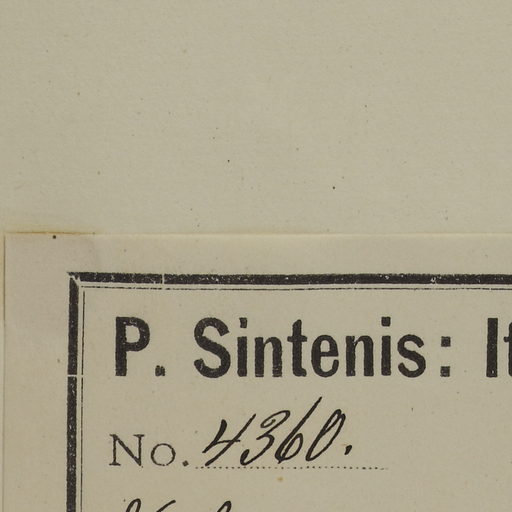 P. Sintenis: It
No. 4360.